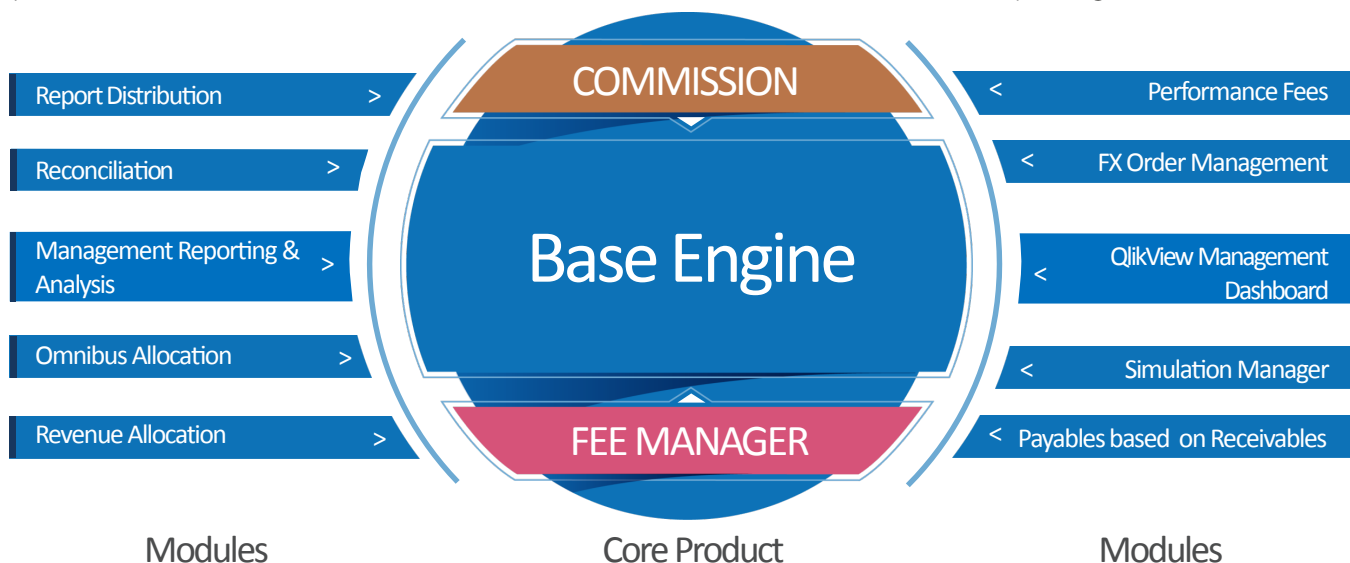 COMMISSION
Report Distribution >
Reconciliation >
Management Reporting &
Analysis >
Omnibus Allocation >
Revenue Allocation >
Base Engine
FEE MANAGER
< Performance Fees
< FX Order Management
QlikView Management
< Dashboard
< Simulation Manager
< Payables based on Receivables
Modules
Core Product
Modules